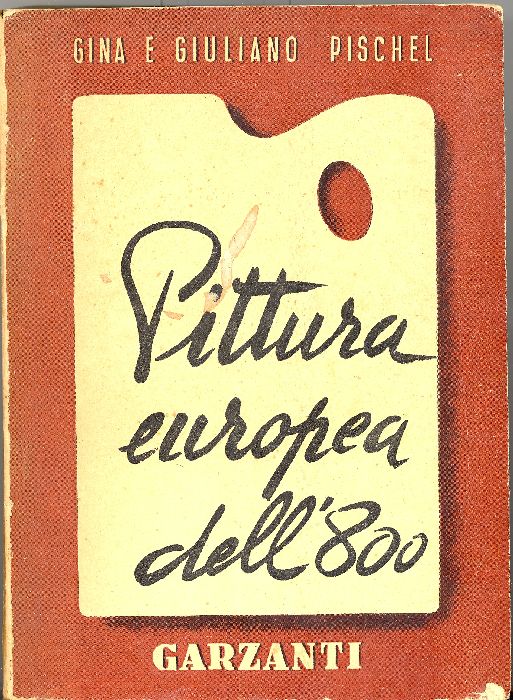 GINA E GIULIANO PISCHEL
Pittura
europea
dell'800
GARZANTI